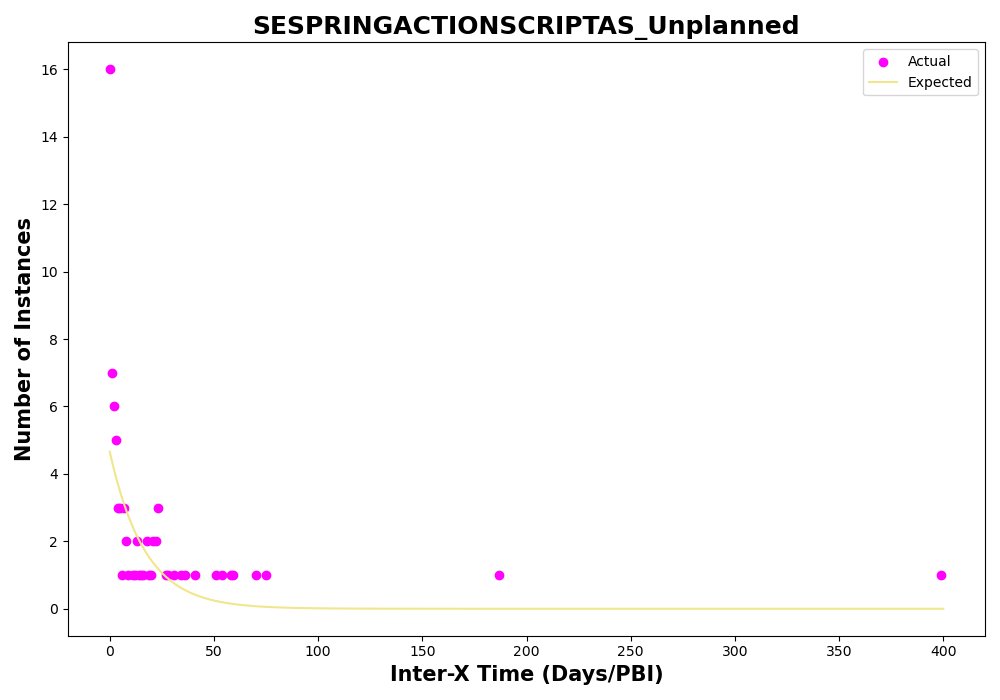 SESPRINGACTIONSCRIPTAS_Unplanned
Actual
Expected
Number of Instances
16
14
12
10
8
6
4
2
0
0 50 100 150 200 250 300 350 400
Inter-X Time (Days/PBI)